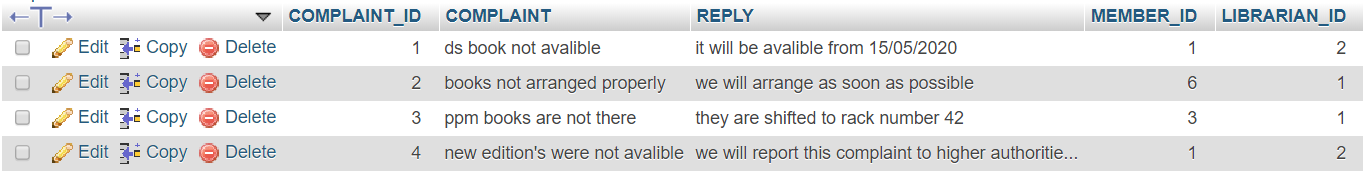 COMPLAINT_ID COMPLAINT REPLY MEMBER_ID LIBRARIAN_ID
Edit Copy Delete 1 ds book not avalible it will be avalible from 15/05/2020 1 2
Edit Copy Delete 2 books not arranged properly we will arrange as soon as possible 6 1
Edit Copy Delete 3 ppm books are not there they are shifted to rack number 42 3 1
Edit Copy Delete 4 new edition's were not avalible we will report this complaint to higher authoritie... 1 2